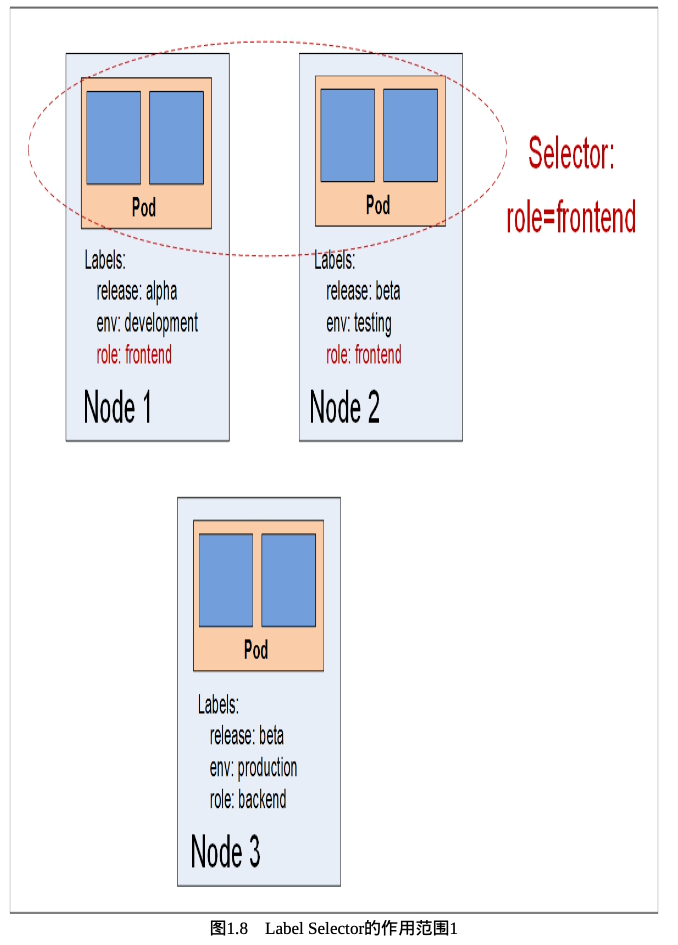 Pod
Labels:
release: alpha
env: development
role: frontend
Node 1
Pod
Labels:
release: beta
env: testing
role: frontend
Node 2
Selector:
role=frontend
Pod
Labels:
release: beta
env: production
role: backend
Node 3
图1.8 Label Selector的作用范围1